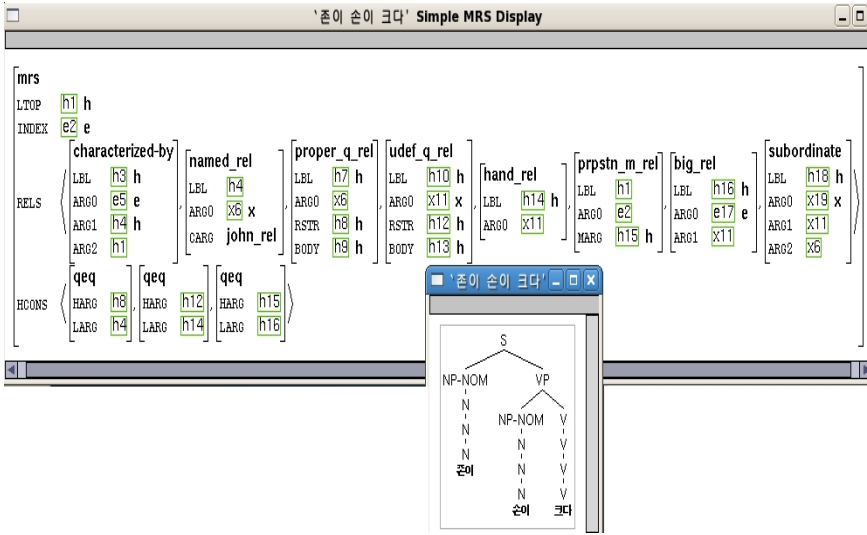 `존이 손이 크다' Simple MRS Display
mrs
LTOP h1 h
INDEX e2 e
RELS
characterized-by
LBL h3 h
ARG0 e5 e
ARG1 h4 h
ARG2 h1
named_rel
LBL h4
ARG0 x6 x
CARG john_rel
proper_q_rel
LBL h7 h
ARG0 x6
RSTR h8 h
BODY h9 h
udef_q_rel
LBL h10 h
ARG0 x11 x
RSTR h12 h
BODY h13 h
hand_rel
LBL h14 h
ARG0 x11
prpstn_m_rel
LBL h1
ARG0 e2
MARG h15 h
big_rel
LBL h16 h
ARG0 e17 e
ARG1 x11
subordinate
LBL h18 h
ARG0 x19 x
ARG1 x11
ARG2 x6
HCONS
qeq
HARG h8
LARG h4
qeq
HARG h12
LARG h14
qeq
HARG h15
LARG h16
`존이 손이 크다'
S
NP-NOM VP
N NP-NOM V
N N V
N N V
존이 N V
손이 크다